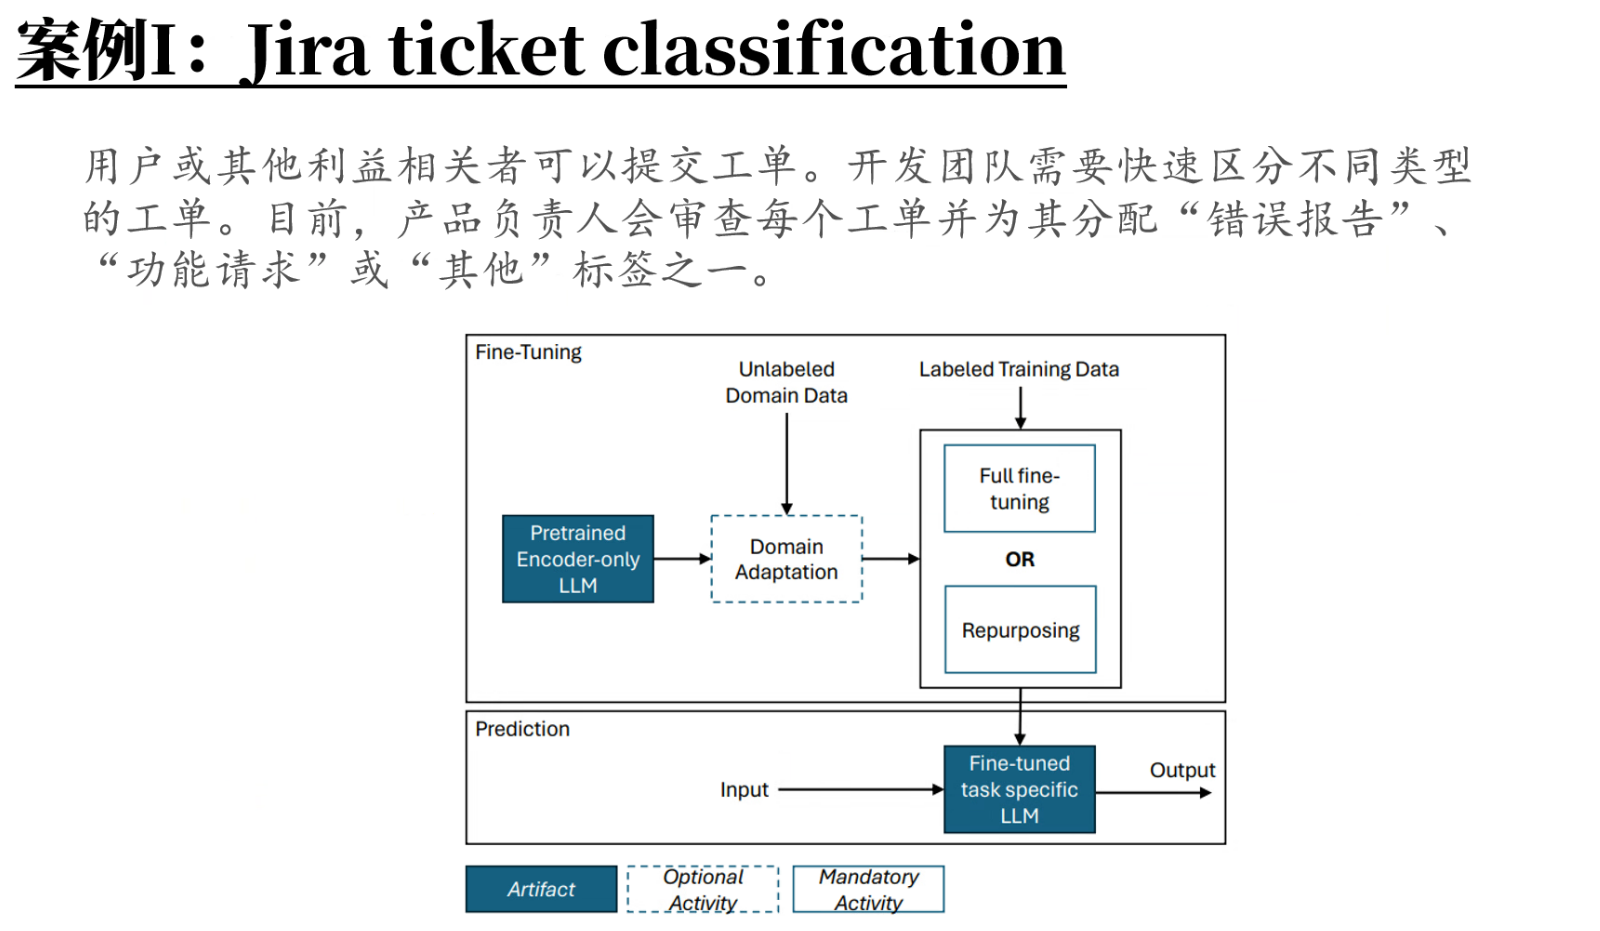 案例I：Jira ticket classification
用户或其他利益相关者可以提交工单。开发团队需要快速区分不同类型
的工单。目前，产品负责人会审查每个工单并为其分配“错误报告”、
“功能请求”或“其他”标签之一。
Fine-Tuning
Unlabeled
Domain Data
Labeled Training Data
Pretrained
Encoder-only
LLM
Domain
Adaptation
Full fine-
tuning
OR
Repurposing
Prediction
Input
Fine-tuned
task specific
LLM
Output
Artifact
Optional
Activity
Mandatory
Activity